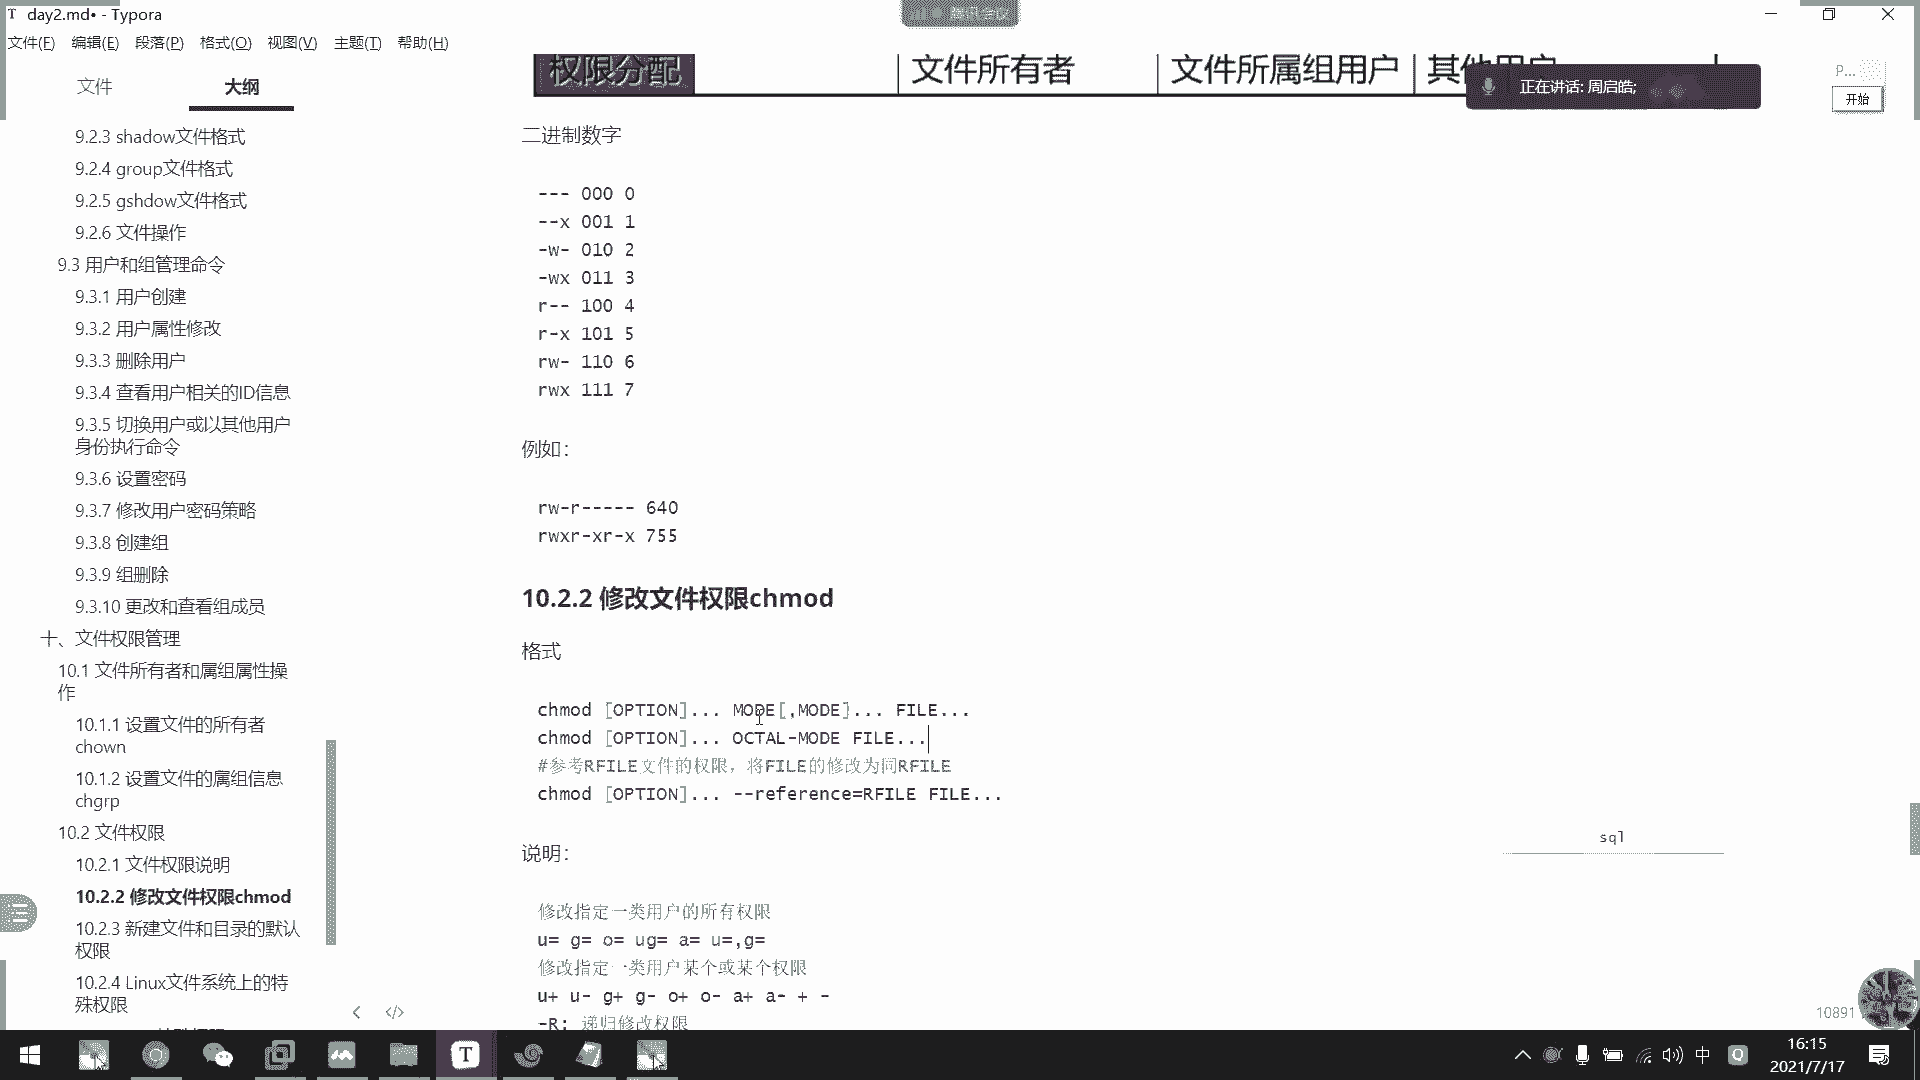 day2.md• - Typora
腾讯会议
文件(F) 编辑(E) 段落(P) 格式(O) 视图(V) 主题(T) 帮助(H)
文件 大纲
9.2.3 shadow文件格式
9.2.4 group文件格式
9.2.5 gshdow文件格式
9.2.6 文件操作
9.3 用户和组管理命令
9.3.1 用户创建
9.3.2 用户属性修改
9.3.3 删除用户
9.3.4 查看用户相关的ID信息
9.3.5 切换用户或以其他用户
身份执行命令
9.3.6 设置密码
9.3.7 修改用户密码策略
9.3.8 创建组
9.3.9 组删除
9.3.10 更改和查看组成员
十、文件权限管理
10.1 文件所有者和属组属性操
作
10.1.1 设置文件的所有者
chown
10.1.2 设置文件的属组信息
chgrp
10.2 文件权限
10.2.1 文件权限说明
10.2.2 修改文件权限chmod
10.2.3 新建文件和目录的默认
权限
10.2.4 Linux文件系统上的特
殊权限
权限分配 文件所有者 文件所属组用户 其他用户
正在讲话: 周启皓;
P...
开始
二进制数字
--- 000 0
--x 001 1
-w- 010 2
-wx 011 3
r-- 100 4
r-x 101 5
rw- 110 6
rwx 111 7
例如：
rw-r----- 640
rwxr-xr-x 755
10.2.2 修改文件权限chmod
格式
chmod [OPTION]... MODE[,MODE]... FILE...
chmod [OPTION]... OCTAL-MODE FILE...
#参考RFILE文件的权限，将FILE的修改为同RFILE
chmod [OPTION]... --reference=RFILE FILE...
sql
说明：
修改指定一类用户的所有权限
u= g= o= ug= a= u=,g=
修改指定一类用户某个或某个权限
u+ u- g+ g- o+ o- a+ a- + -
-R: 递归修改权限
10891
中
16:15
2021/7/17